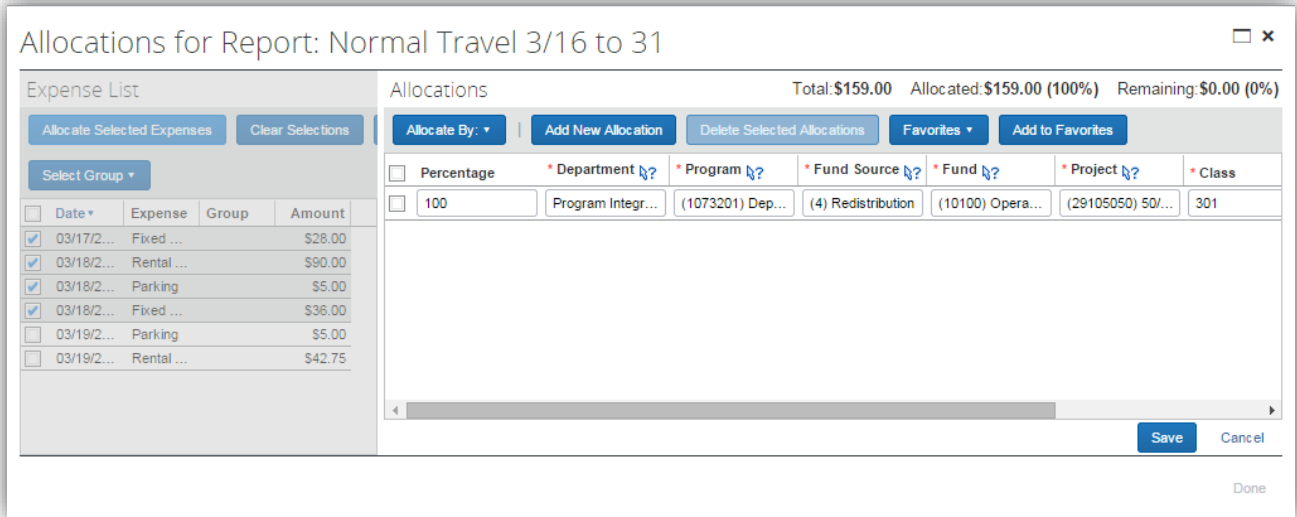 Allocations for Report: Normal Travel 3/16 to 31
Expense List
Allocate Selected Expenses Clear Selections
Select Group
Date Expense Group Amount
03/17/2... Fixed ... $28.00
03/18/2... Rental ... $90.00
03/18/2... Parking $5.00
03/18/2... Fixed ... $36.00
03/19/2... Parking $5.00
03/19/2... Rental ... $42.75
Allocations Total:$159.00 Allocated:$159.00 (100%) Remaining:$0.00 (0%)
Allocate By: Add New Allocation Delete Selected Allocations Favorites Add to Favorites
Percentage * Department ? * Program ? * Fund Source ? * Fund ? * Project ? * Class
100 Program Integr... (1073201) Dep... (4) Redistribution (10100) Opera... (29105050) 50/... 301
Save Cancel
Done